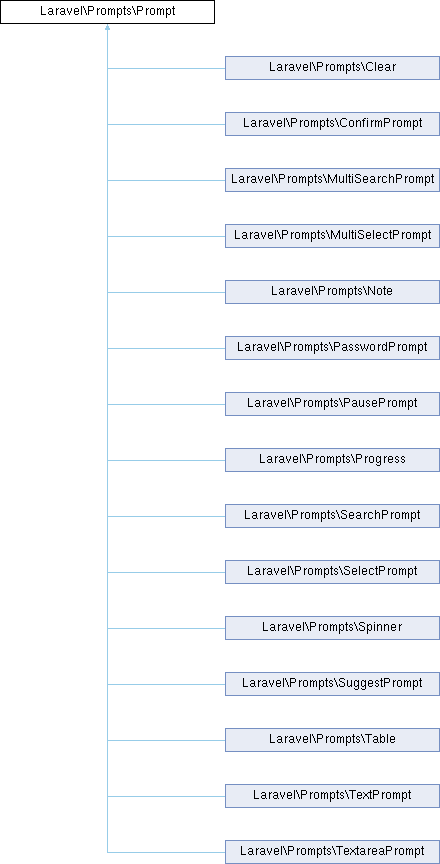 Laravel\Prompts\Prompt
Laravel\Prompts\Clear
Laravel\Prompts\ConfirmPrompt
Laravel\Prompts\MultiSearchPrompt
Laravel\Prompts\MultiSelectPrompt
Laravel\Prompts\Note
Laravel\Prompts\PasswordPrompt
Laravel\Prompts\PausePrompt
Laravel\Prompts\Progress
Laravel\Prompts\SearchPrompt
Laravel\Prompts\SelectPrompt
Laravel\Prompts\Spinner
Laravel\Prompts\SuggestPrompt
Laravel\Prompts\Table
Laravel\Prompts\TextPrompt
Laravel\Prompts\TextareaPrompt